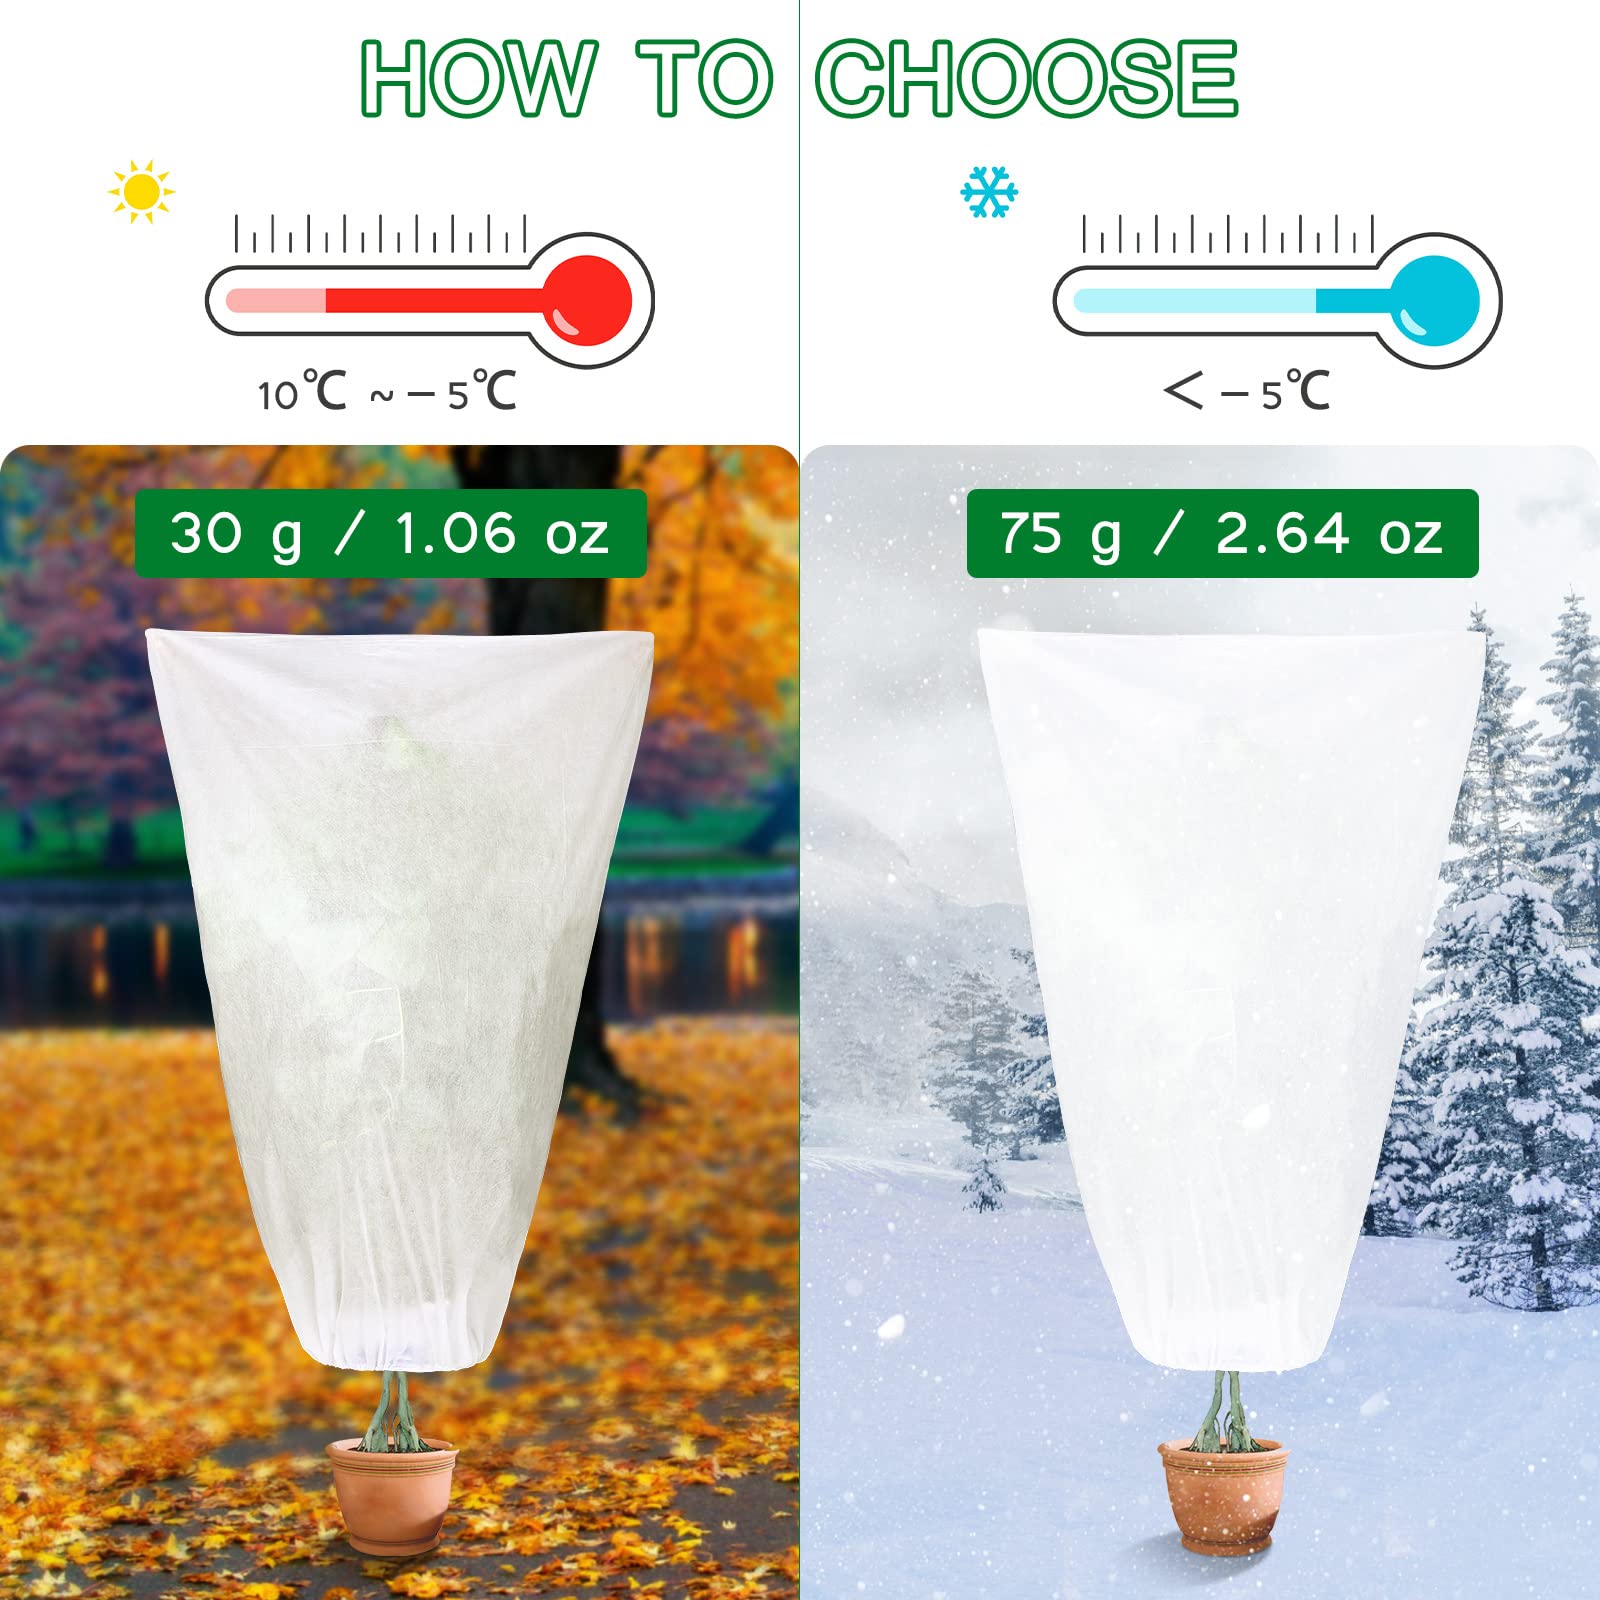 HOW TO CHOOSE
10℃ ~ – 5℃
< – 5℃
30 g / 1.06 oz
75 g / 2.64 oz